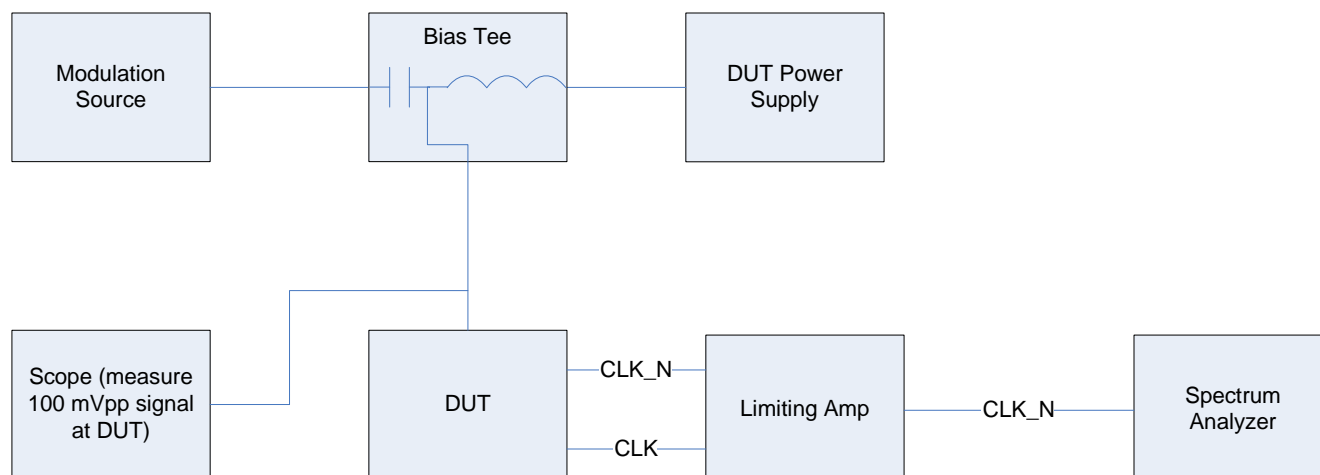 Bias Tee
Modulation
Source
DUT Power
Supply
Scope (measure
100 mVpp signal
at DUT)
DUT
CLK_N
CLK
Limiting Amp
CLK_N
Spectrum
Analyzer